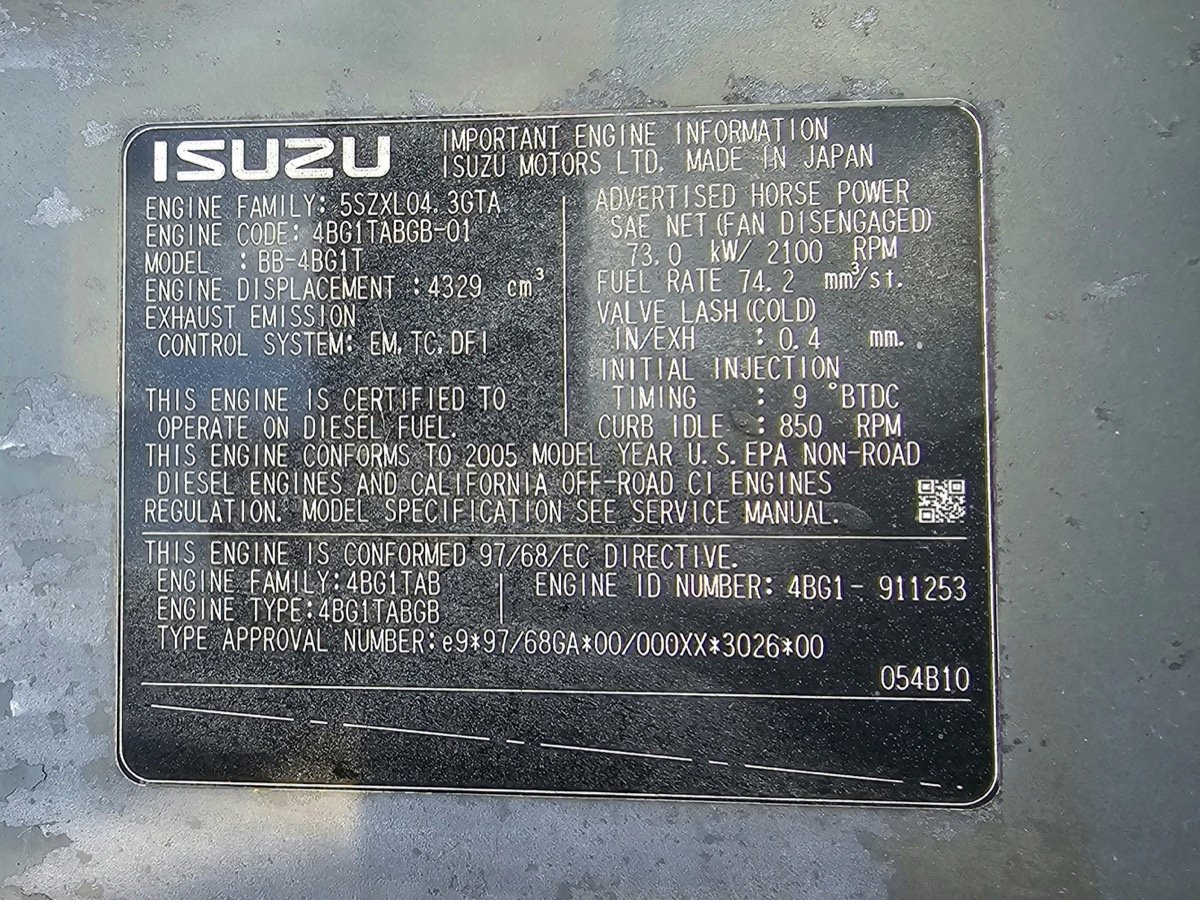 ISUZU
IMPORTANT ENGINE INFORMATION
ISUZU MOTORS LTD. MADE IN JAPAN
ENGINE FAMILY: 5SZXL04.3GTA
ENGINE CODE: 4BG1TABGB-01
MODEL : BB-4BG1T
ENGINE DISPLACEMENT :4329 cm³
EXHAUST EMISSION
CONTROL SYSTEM: EM,TC,DFI
THIS ENGINE IS CERTIFIED TO
OPERATE ON DIESEL FUEL.
ADVERTISED HORSE POWER
SAE NET(FAN DISENGAGED)
73.0 kW/ 2100 RPM
FUEL RATE 74.2 mm³/st.
VALVE LASH(COLD)
IN/EXH : 0.4 mm.
INITIAL INJECTION
TIMING : 9 °BTDC
CURB IDLE : 850 RPM
THIS ENGINE CONFORMS TO 2005 MODEL YEAR U.S.EPA NON-ROAD
DIESEL ENGINES AND CALIFORNIA OFF-ROAD CI ENGINES
REGULATION. MODEL SPECIFICATION SEE SERVICE MANUAL.
THIS ENGINE IS CONFORMED 97/68/EC DIRECTIVE.
ENGINE FAMILY:4BG1TAB
ENGINE TYPE:4BG1TABGB
ENGINE ID NUMBER: 4BG1- 911253
TYPE APPROVAL NUMBER:e9*97/68GA*00/000XX*3026*00
054B10